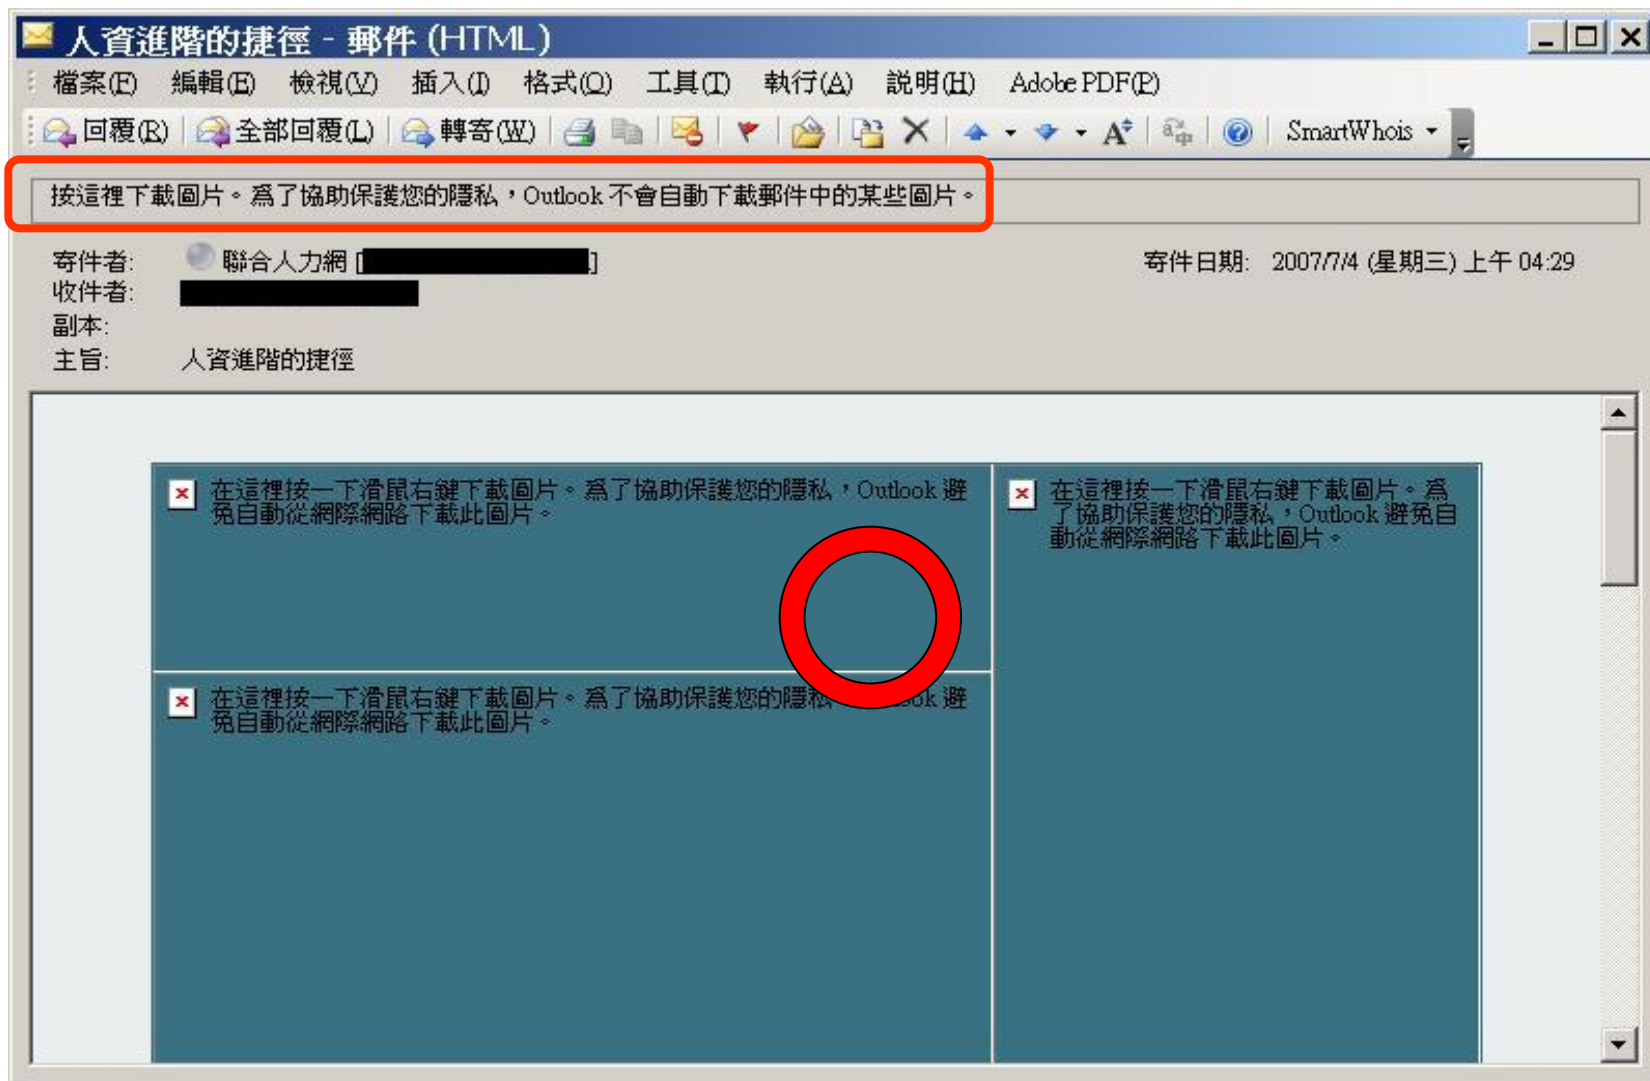 人資進階的捷徑 - 郵件 (HTML)
檔案(F) 編輯(E) 檢視(V) 插入(I) 格式(O) 工具(T) 執行(A) 説明(H) Adobe PDF(P)
回覆(R) 全部回覆(L) 轉寄(W) SmartWhois
按這裡下載圖片。爲了協助保護您的隱私，Outlook 不會自動下載郵件中的某些圖片。
寄件者: 聯合人力網 [ ] 寄件日期: 2007/7/4 (星期三) 上午 04:29
收件者:
副本:
主旨: 人資進階的捷徑
在這裡按一下滑鼠右鍵下載圖片。爲了協助保護您的隱私，Outlook 避
免自動從網際網路下載此圖片。
在這裡按一下滑鼠右鍵下載圖片。爲
了協助保護您的隱私，Outlook 避免自
動從網際網路下載此圖片。
在這裡按一下滑鼠右鍵下載圖片。爲了協助保護您的隱私 ook 避
免自動從網際網路下載此圖片。